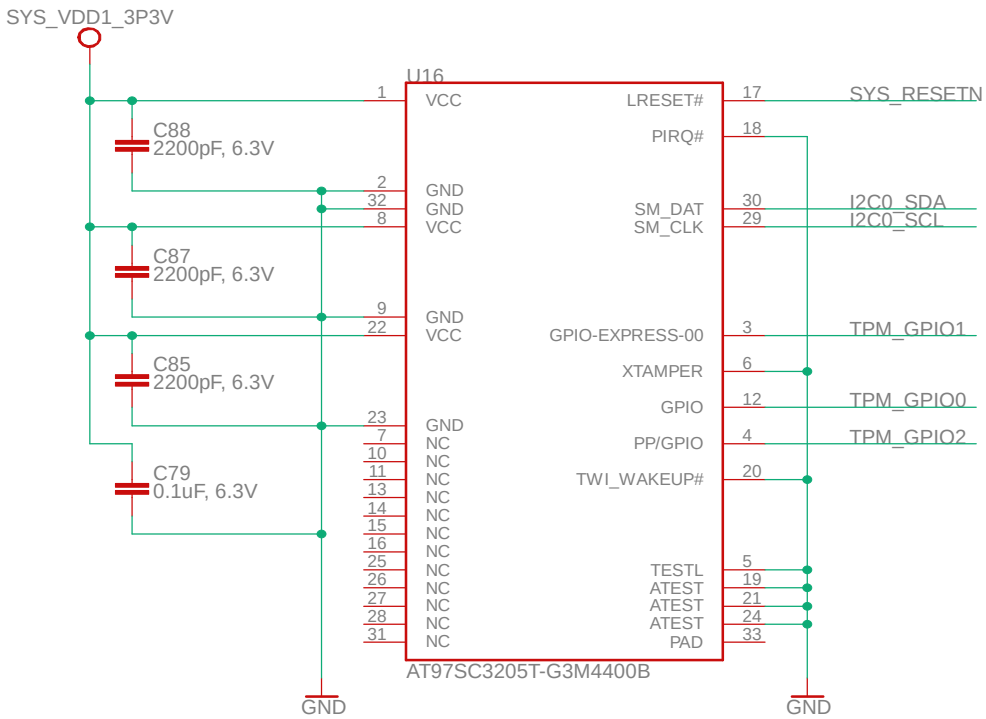 SYS_VDD1_3P3V
U16
1 VCC LRESET# 17 SYS_RESETN
C88
2200pF, 6.3V
PIRQ# 18
2 GND
32 GND SM_DAT 30 I2C0_SDA
8 VCC SM_CLK 29 I2C0_SCL
C87
2200pF, 6.3V
9 GND
22 VCC GPIO-EXPRESS-00 3 TPM_GPIO1
C85
2200pF, 6.3V
XTAMPER 6
GPIO 12 TPM_GPIO0
23 GND
7 NC PP/GPIO 4 TPM_GPIO2
10 NC
C79
0.1uF, 6.3V
11 NC TWI_WAKEUP# 20
13 NC
14 NC
15 NC
16 NC
25 NC TESTL 5
26 NC ATEST 19
27 NC ATEST 21
28 NC ATEST 24
31 NC PAD 33
AT97SC3205T-G3M4400B
GND GND